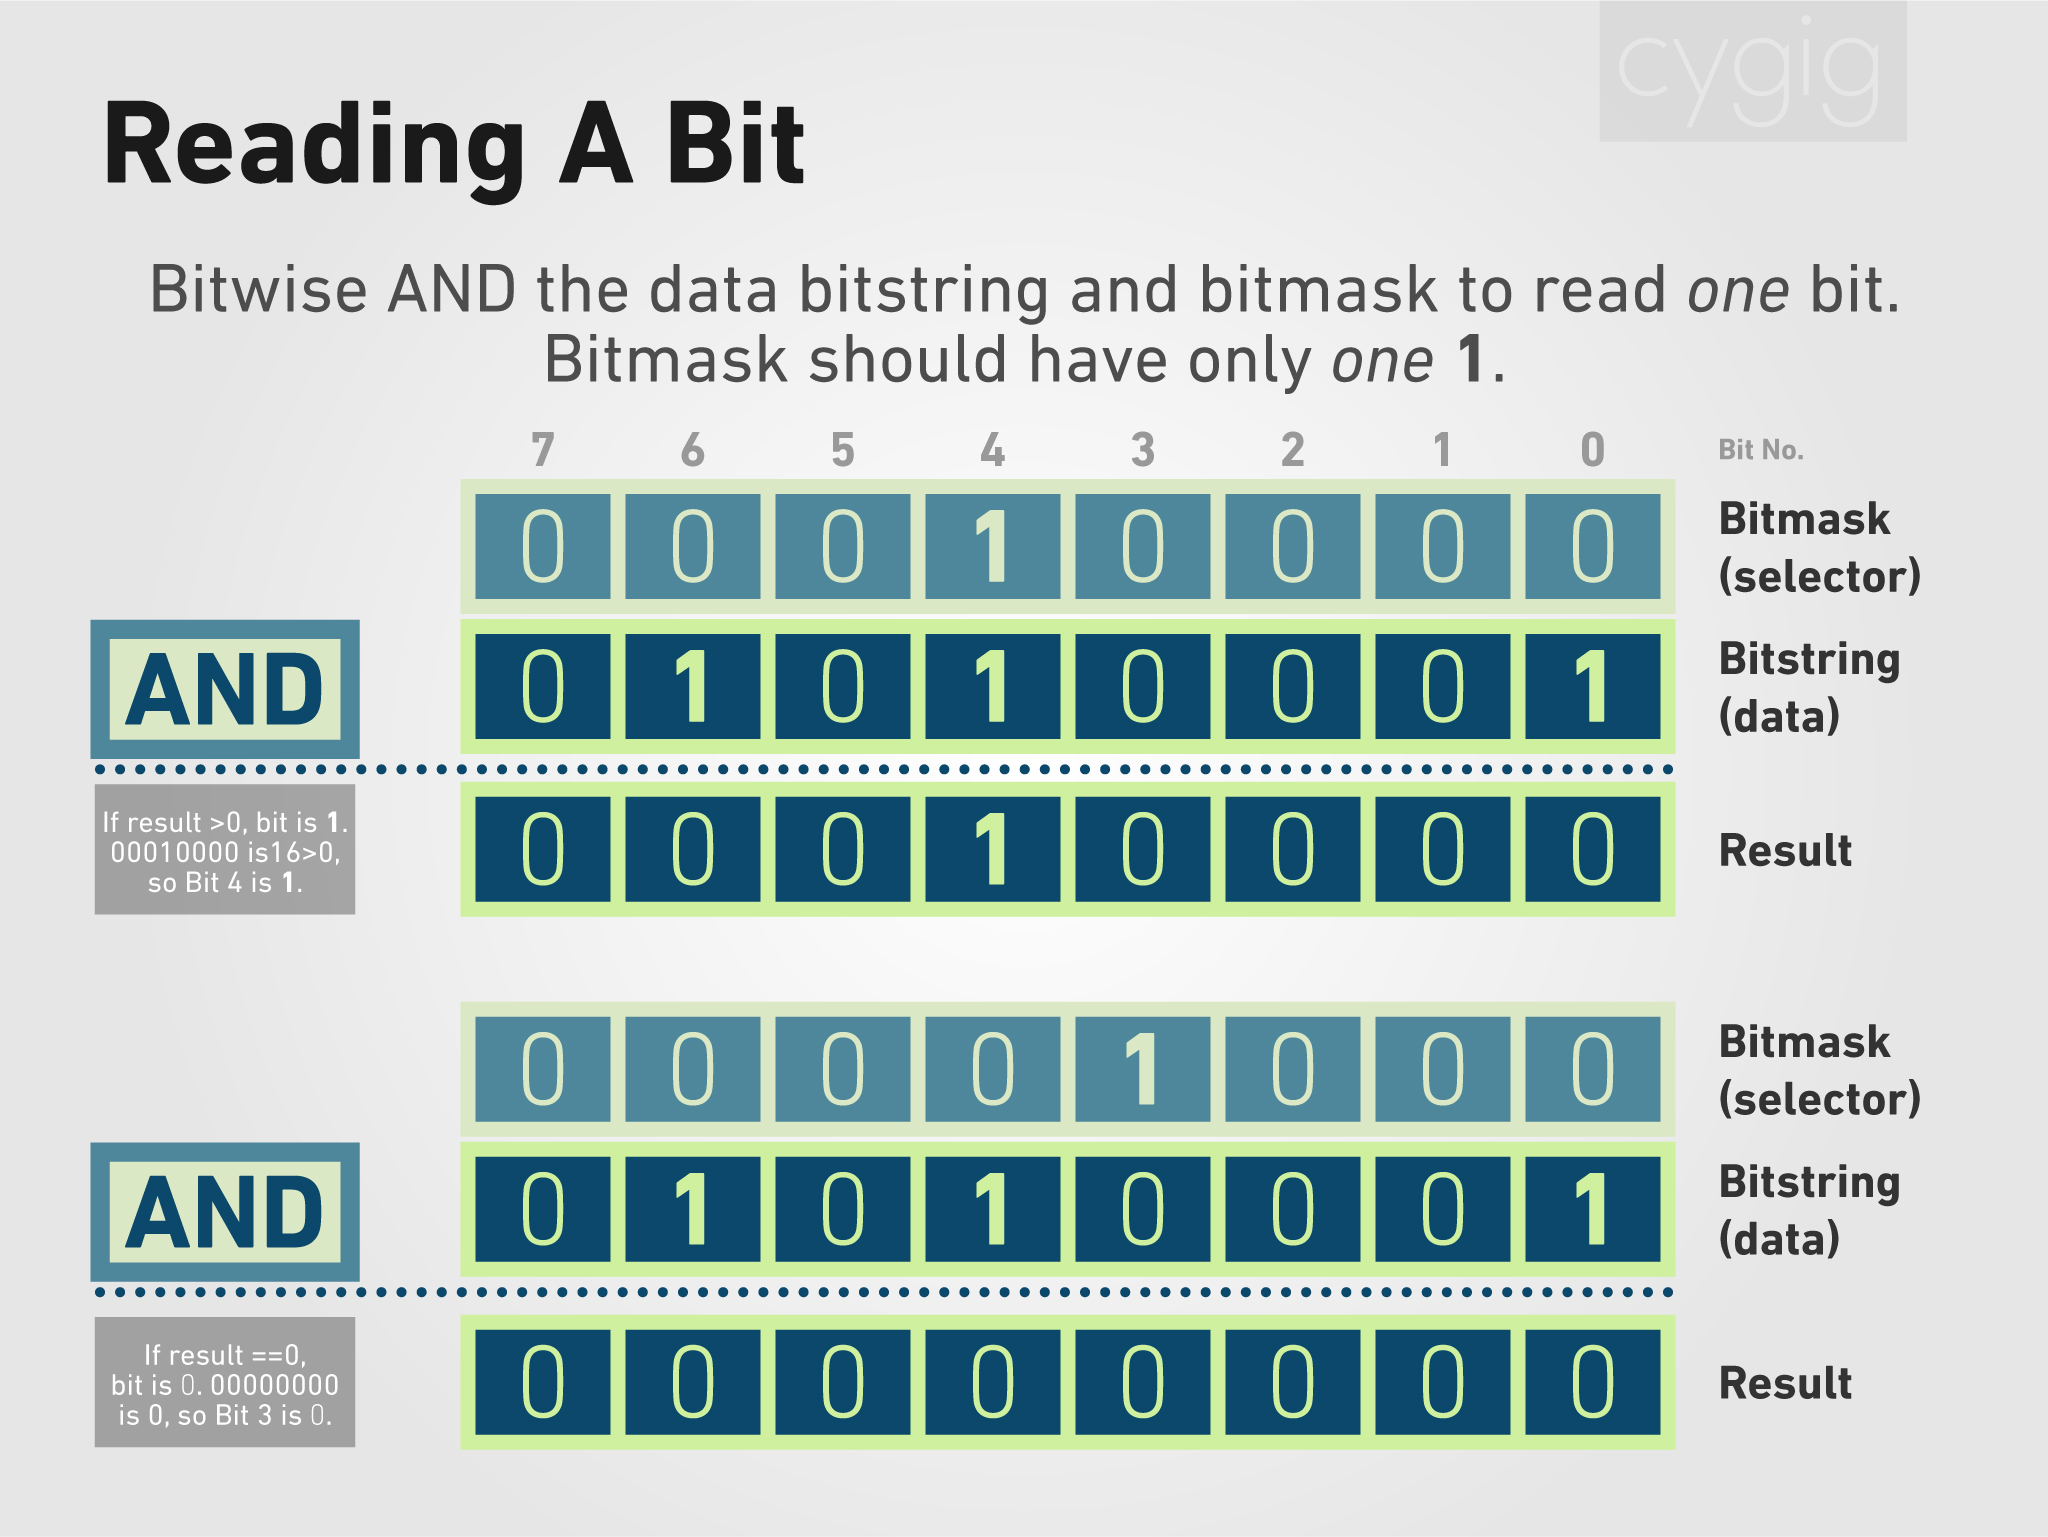 cygig
Reading A Bit
Bitwise AND the data bitstring and bitmask to read one bit.
Bitmask should have only one 1.
7 6 5 4 3 2 1 0 Bit No.
0 0 0 1 0 0 0 0
Bitmask
(selector)
AND
0 1 0 1 0 0 0 1
Bitstring
(data)
If result >0, bit is 1.
00010000 is16>0,
so Bit 4 is 1.
0 0 0 1 0 0 0 0
Result
0 0 0 0 1 0 0 0
Bitmask
(selector)
AND
0 1 0 1 0 0 0 1
Bitstring
(data)
If result ==0,
bit is 0. 00000000
is 0, so Bit 3 is 0.
0 0 0 0 0 0 0 0
Result